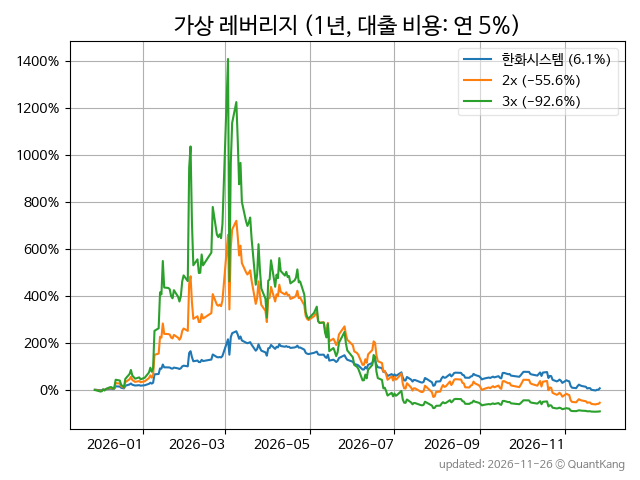 가상 레버리지 (1년, 대출 비용: 연 5%)
1400%
1200%
1000%
800%
600%
400%
200%
0%
한화시스템 (6.1%)
2x (-55.6%)
3x (-92.6%)
2026-01
2026-03
2026-05
2026-07
2026-09
2026-11
updated: 2026-11-26 © QuantKang